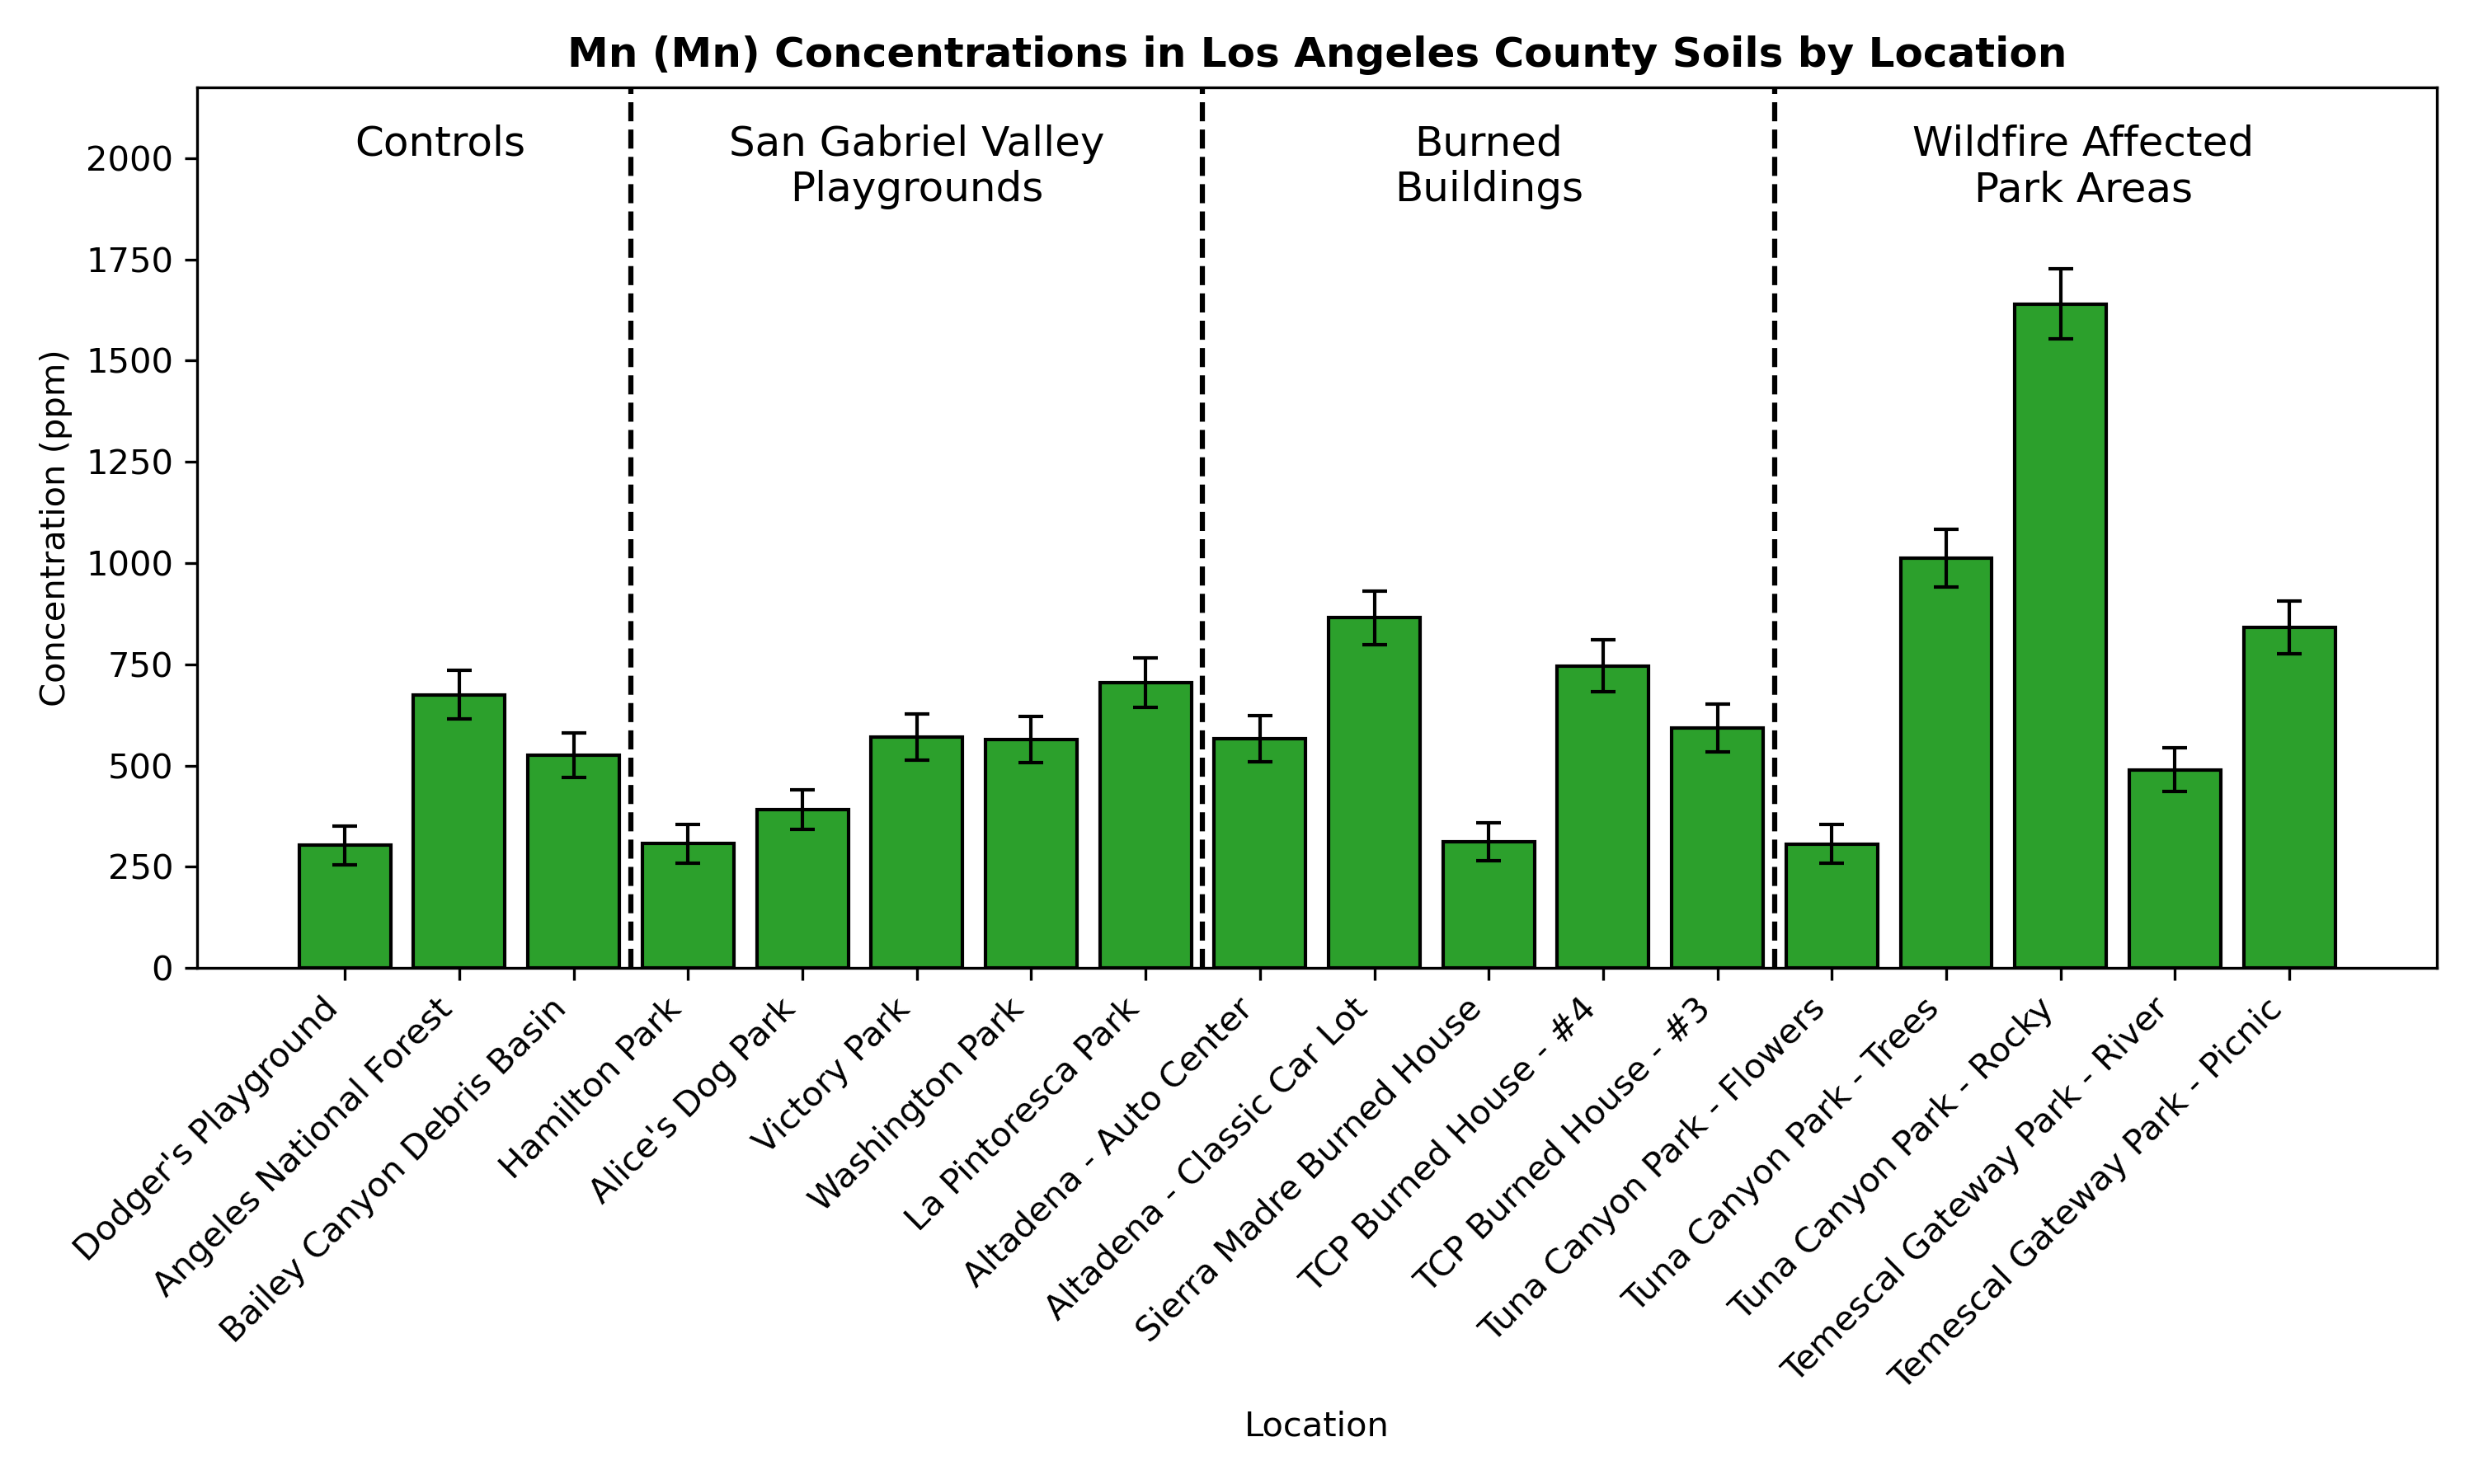 Mn (Mn) Concentrations in Los Angeles County Soils by Location
Controls
San Gabriel Valley
Playgrounds
Burned
Buildings
Wildfire Affected
Park Areas
Concentration (ppm)
2000
1750
1500
1250
1000
750
500
250
0
Dodger's Playground
Angeles National Forest
Bailey Canyon Debris Basin
Hamilton Park
Alice's Dog Park
Victory Park
Washington Park
La Pintoresca Park
Altadena - Auto Center
Altadena - Classic Car Lot
Sierra Madre Burned House
TCP Burned House - #4
TCP Burned House - #3
Tuna Canyon Park - Flowers
Tuna Canyon Park - Trees
Tuna Canyon Park - Rocky
Temescal Gateway Park - River
Temescal Gateway Park - Picnic
Location